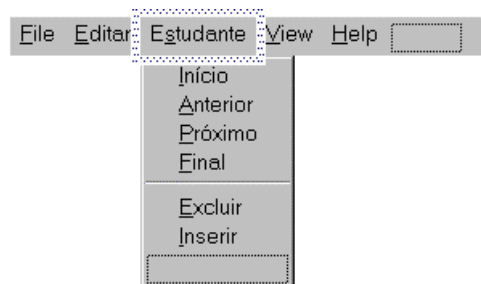 File Editar Estudante View Help
Início
Anterior
Próximo
Final
Excluir
Inserir